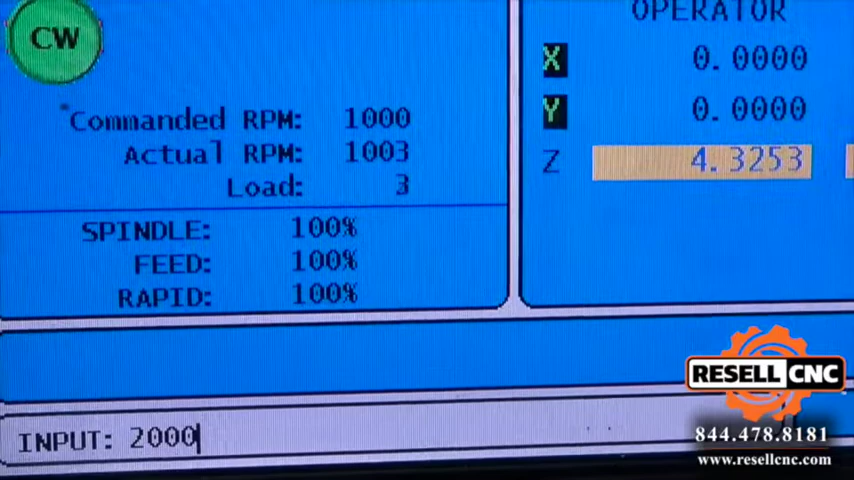 CW
Commanded RPM: 1000
Actual RPM: 1003
Load: 3
SPINDLE: 100%
FEED: 100%
RAPID: 100%
OPERATOR
X 0.0000
Y 0.0000
Z 4.3253
INPUT: 2000
RESELL CNC
844.478.8181
www.resellcnc.com